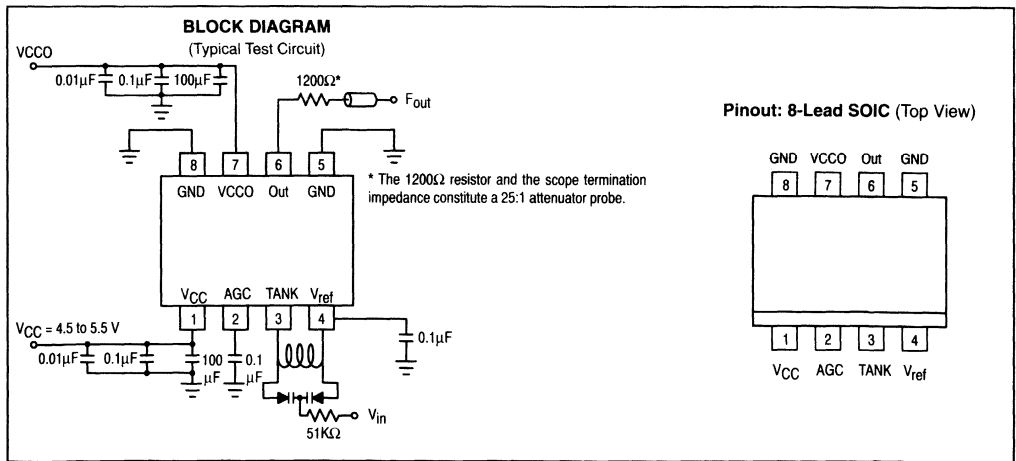 BLOCK DIAGRAM
(Typical Test Circuit)
VCCO
0.01µF 0.1µF 100µF
1200Ω*
Fout
8 7 6 5
GND VCCO Out GND
* The 1200Ω resistor and the scope termination
impedance constitute a 25:1 attenuator probe.
VCC AGC TANK Vref
1 2 3 4
VCC = 4.5 to 5.5 V
0.01µF 0.1µF 100 µF 0.1 µF
0.1µF
Vin
51KΩ
Pinout: 8-Lead SOIC (Top View)
GND VCCO Out GND
8 7 6 5
1 2 3 4
VCC AGC TANK Vref